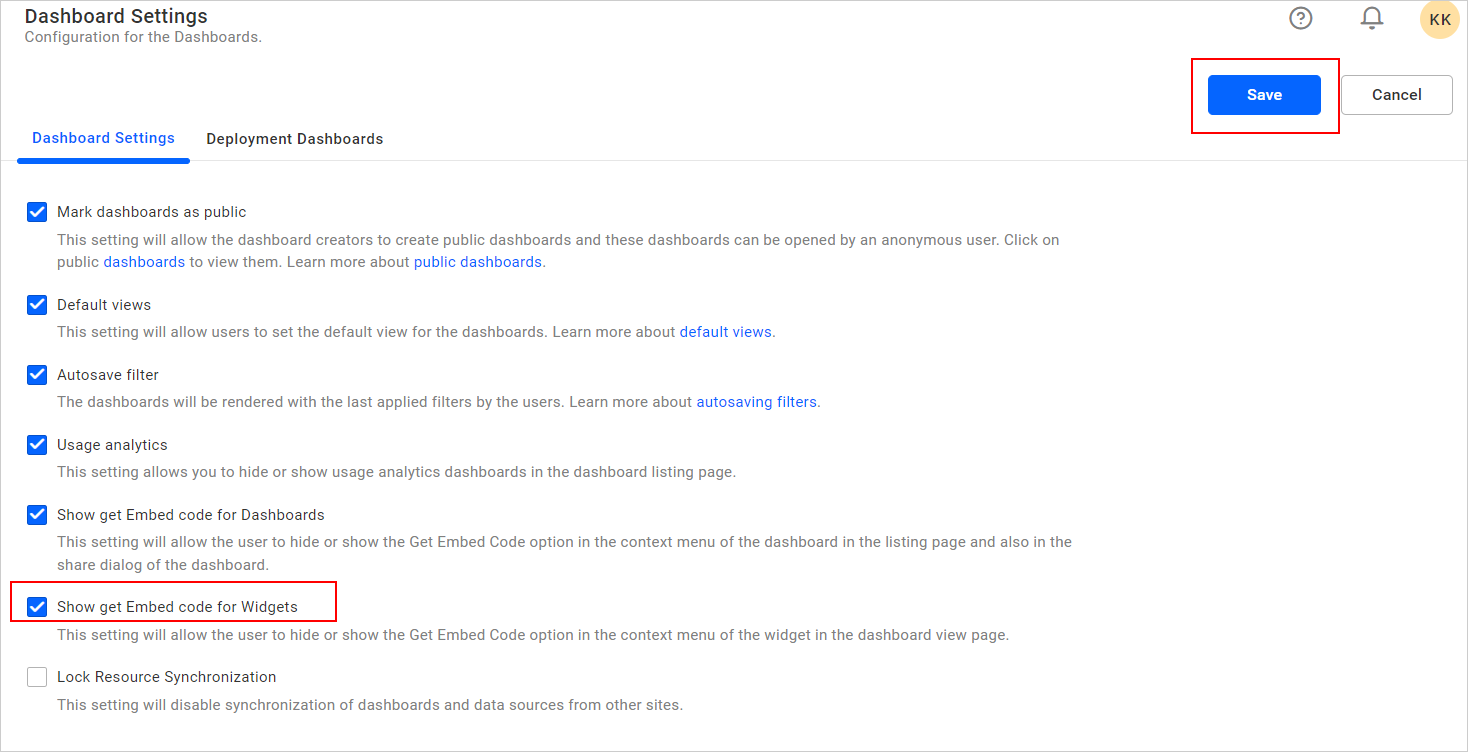 Dashboard Settings
Configuration for the Dashboards.
KK
Save
Cancel
Dashboard Settings
Deployment Dashboards
Mark dashboards as public
This setting will allow the dashboard creators to create public dashboards and these dashboards can be opened by an anonymous user. Click on
public dashboards to view them. Learn more about public dashboards.
Default views
This setting will allow users to set the default view for the dashboards. Learn more about default views.
Autosave filter
The dashboards will be rendered with the last applied filters by the users. Learn more about autosaving filters.
Usage analytics
This setting allows you to hide or show usage analytics dashboards in the dashboard listing page.
Show get Embed code for Dashboards
This setting will allow the user to hide or show the Get Embed Code option in the context menu of the dashboard in the listing page and also in the
share dialog of the dashboard.
Show get Embed code for Widgets
This setting will allow the user to hide or show the Get Embed Code option in the context menu of the widget in the dashboard view page.
Lock Resource Synchronization
This setting will disable synchronization of dashboards and data sources from other sites.